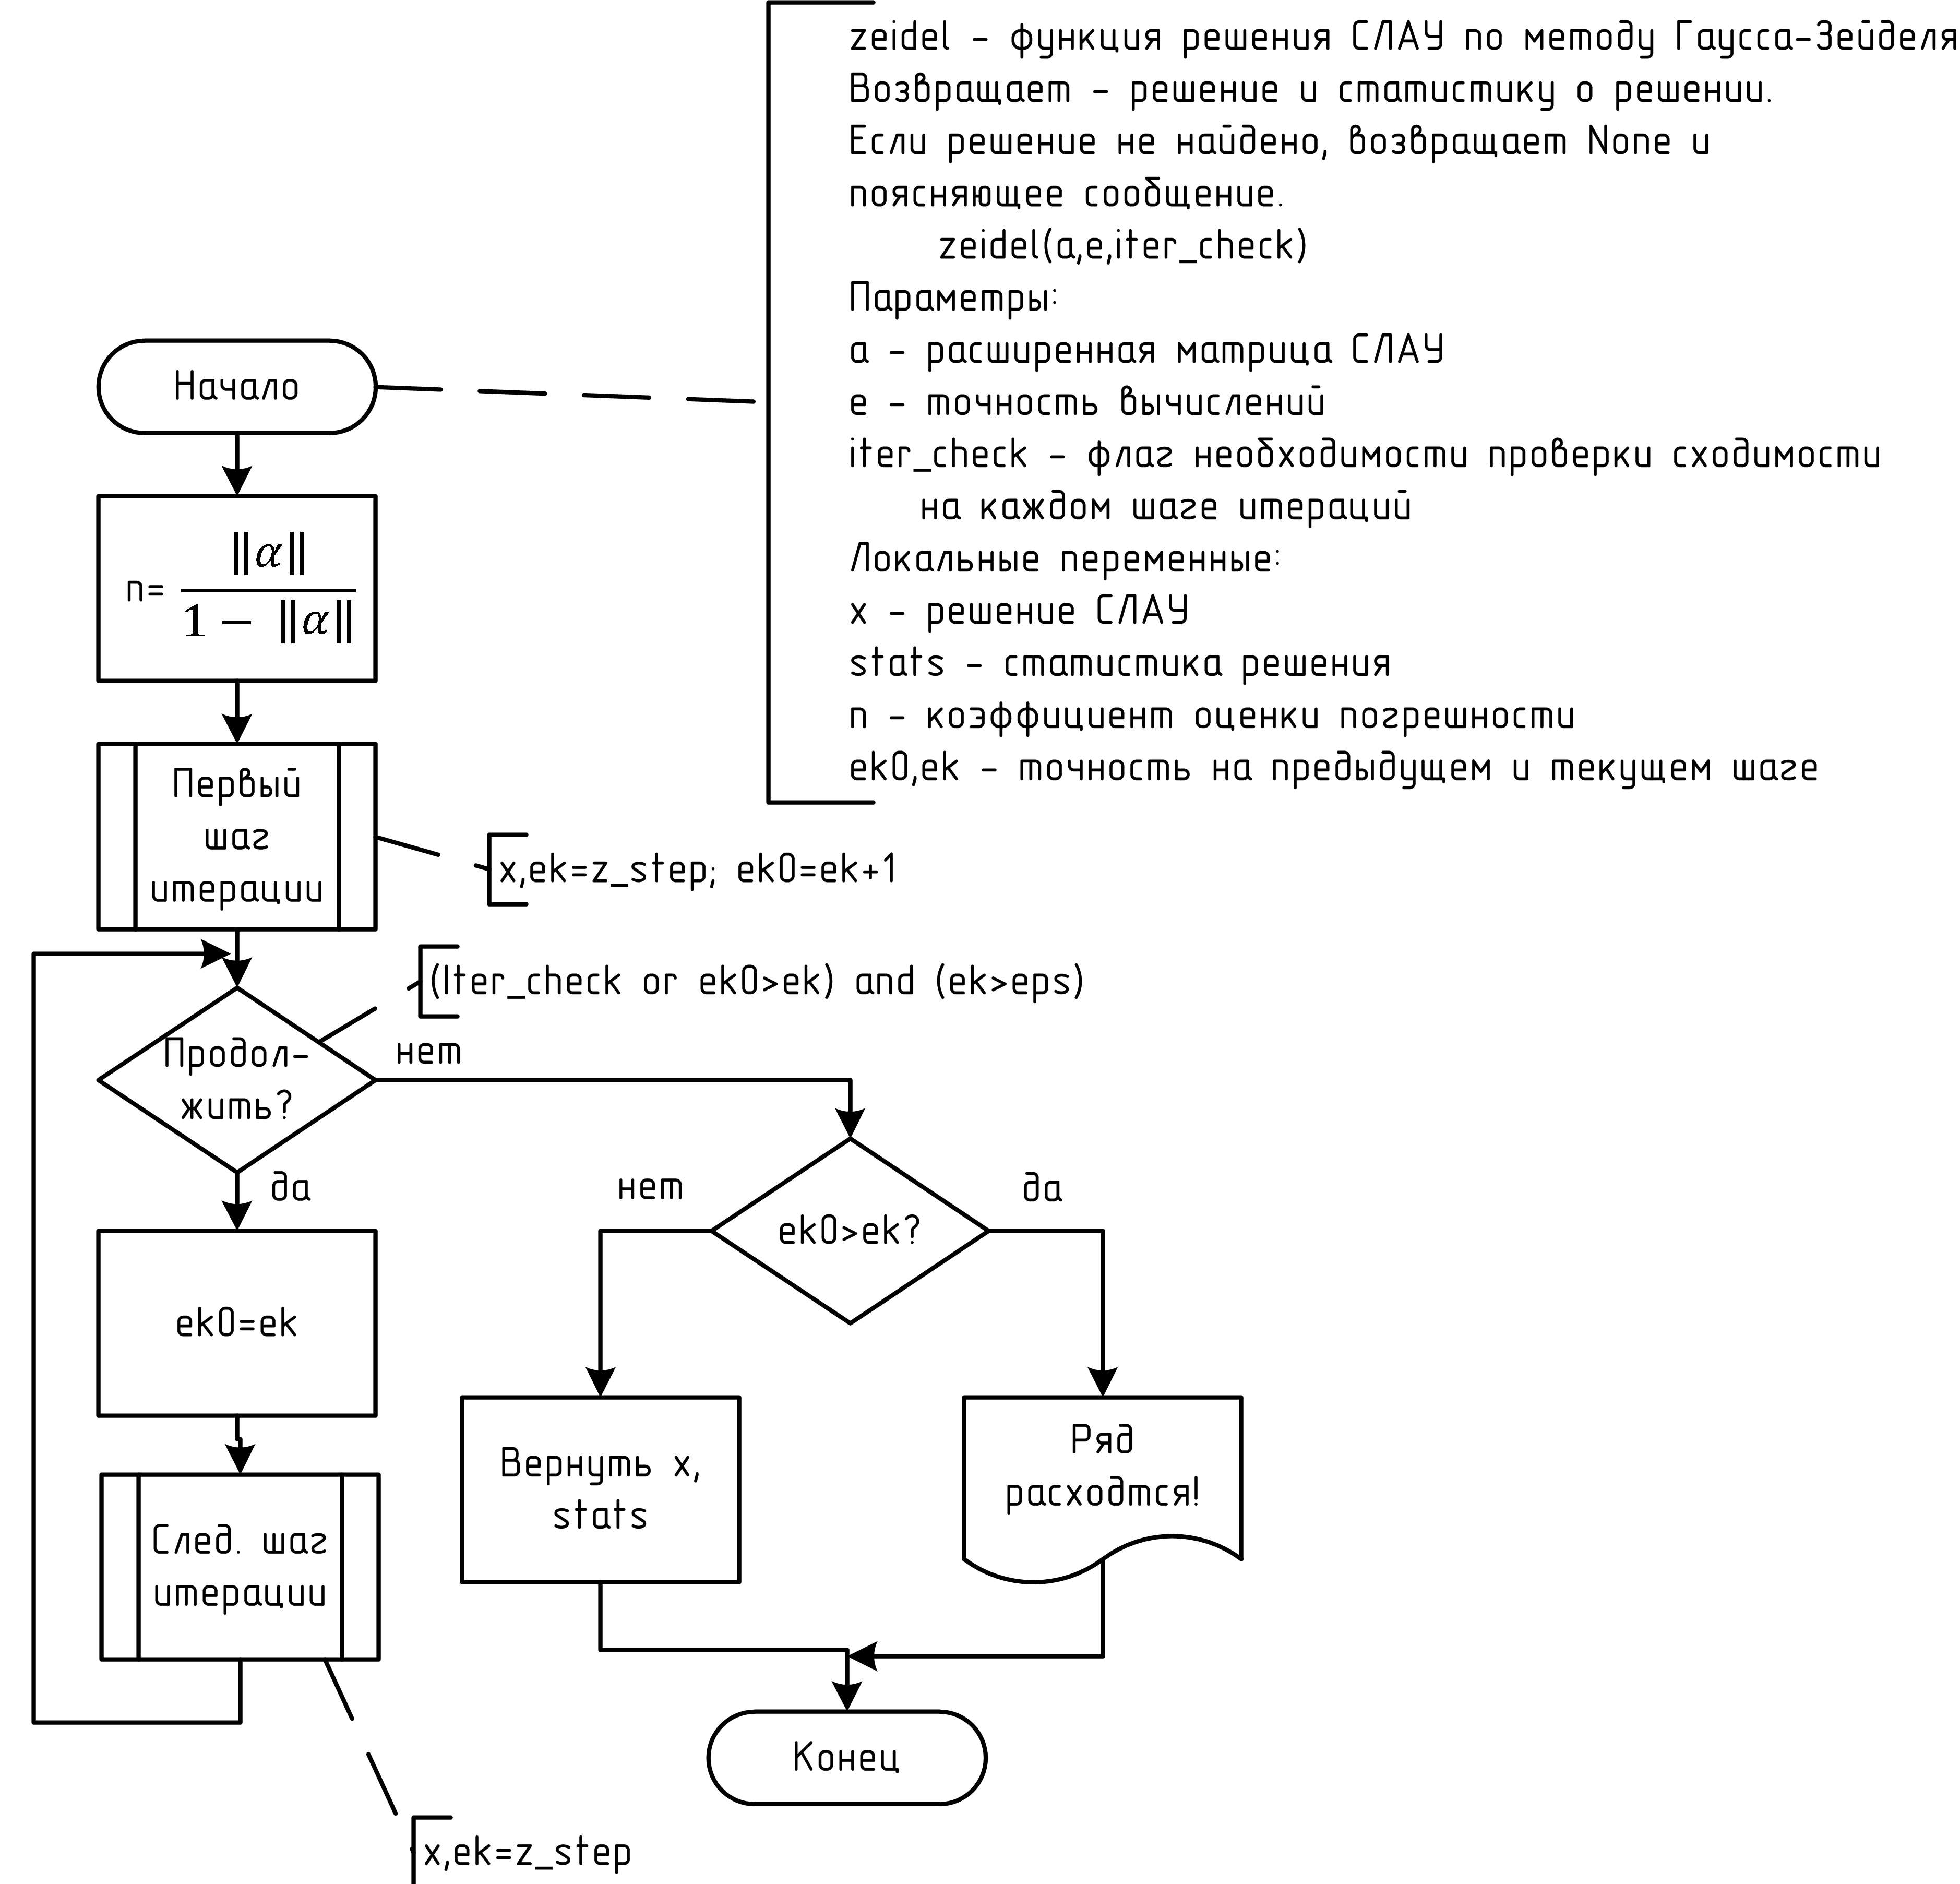 zeidel - функция решения СЛАУ по методу Гаусса-Зейделя
Возвращает - решение и статистику о решении.
Если решение не найдено, возвращает None и
поясняющее сообщение.
zeidel(a,e,iter_check)
Параметры:
a - расширенная матрица СЛАУ
e - точность вычислений
iter_check - флаг необходимости проверки сходимости
на каждом шаге итераций
Локальные переменные:
x - решение СЛАУ
stats - статистика решения
n - коэффициент оценки погрешности
ek0,ek - точность на предыдущем и текущем шаге
Начало
‖α‖
n=
1 − ‖α‖
Первый
шаг
итерации
x,ek=z_step; ek0=ek+1
(Iter_check or ek0>ek) and (ek>eps)
Продол-
жить?
нет
да
ek0>ek?
нет
да
ek0=ek
Вернуть x,
stats
Ряд
расходтся!
След. шаг
итерации
Конец
x,ek=z_step